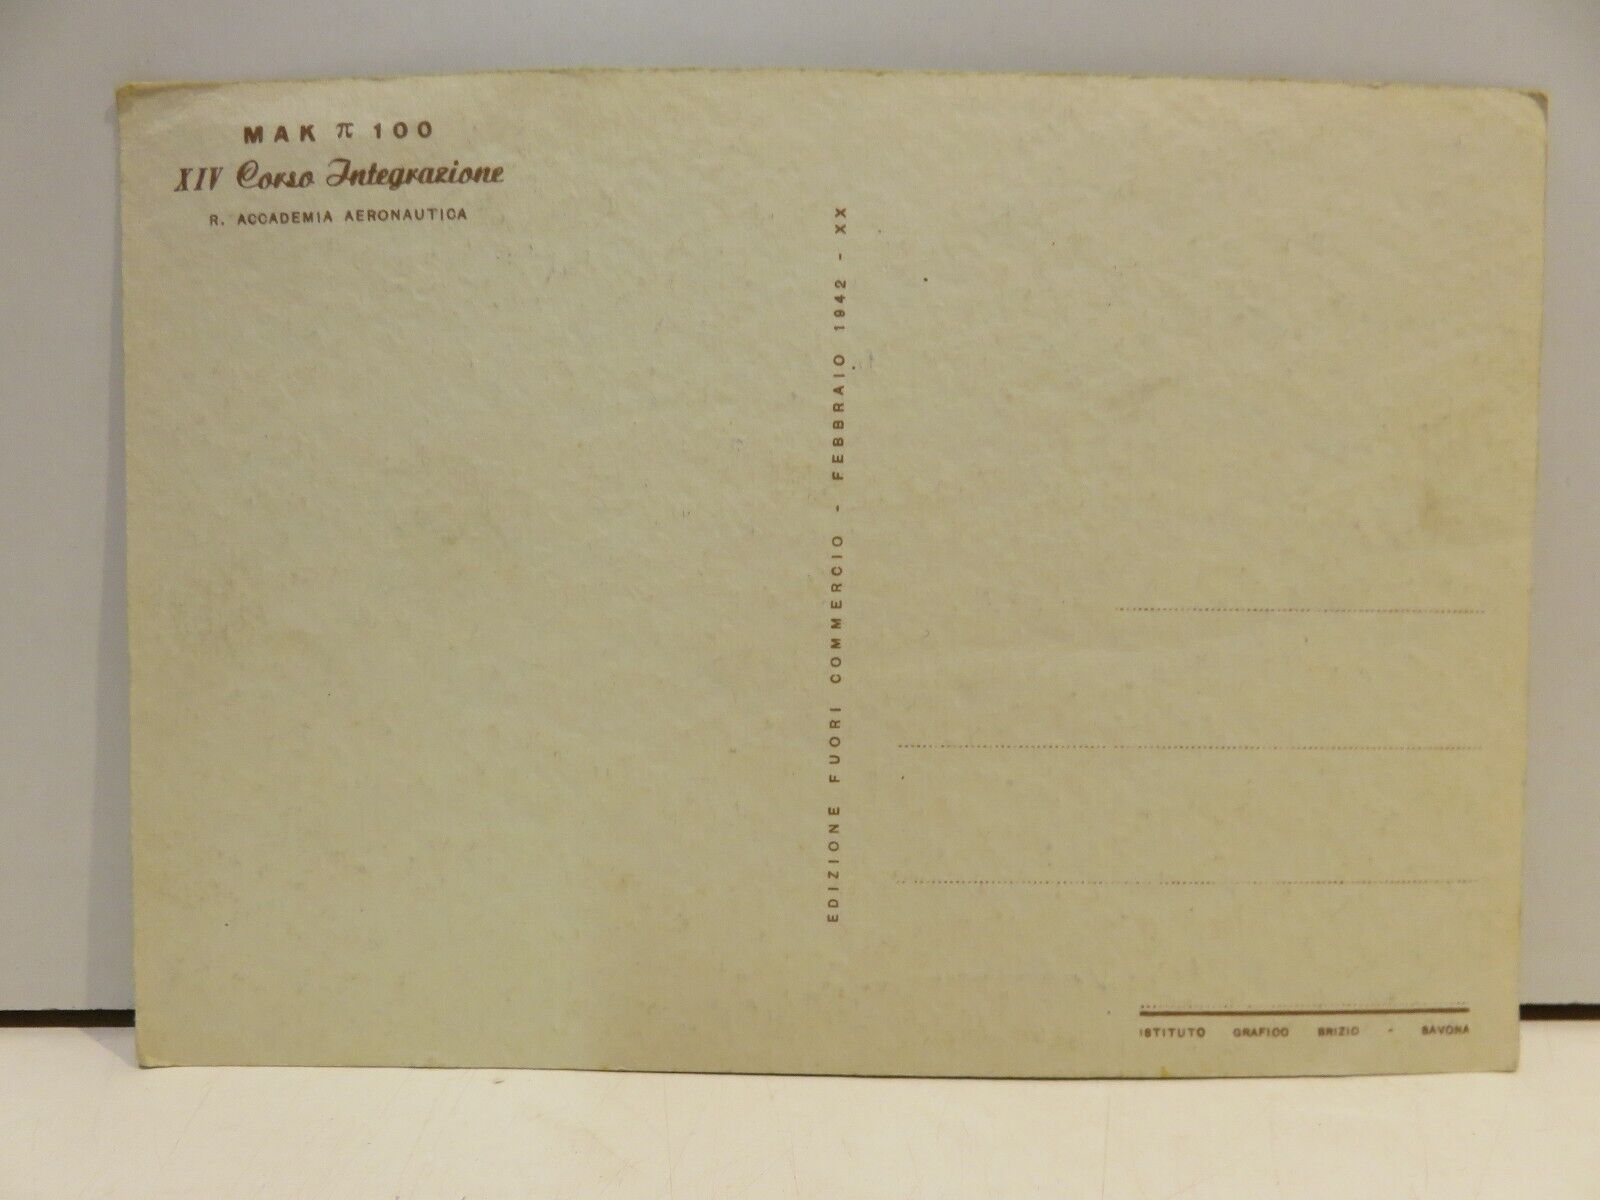 MAK π 100
XIV Corso Integrazione
R. ACCADEMIA AERONAUTICA
EDIZIONE FUORI COMMERCIO - FEBBRAIO 1942 - XX
ISTITUTO GRAFICO BRIZIO - SAVONA